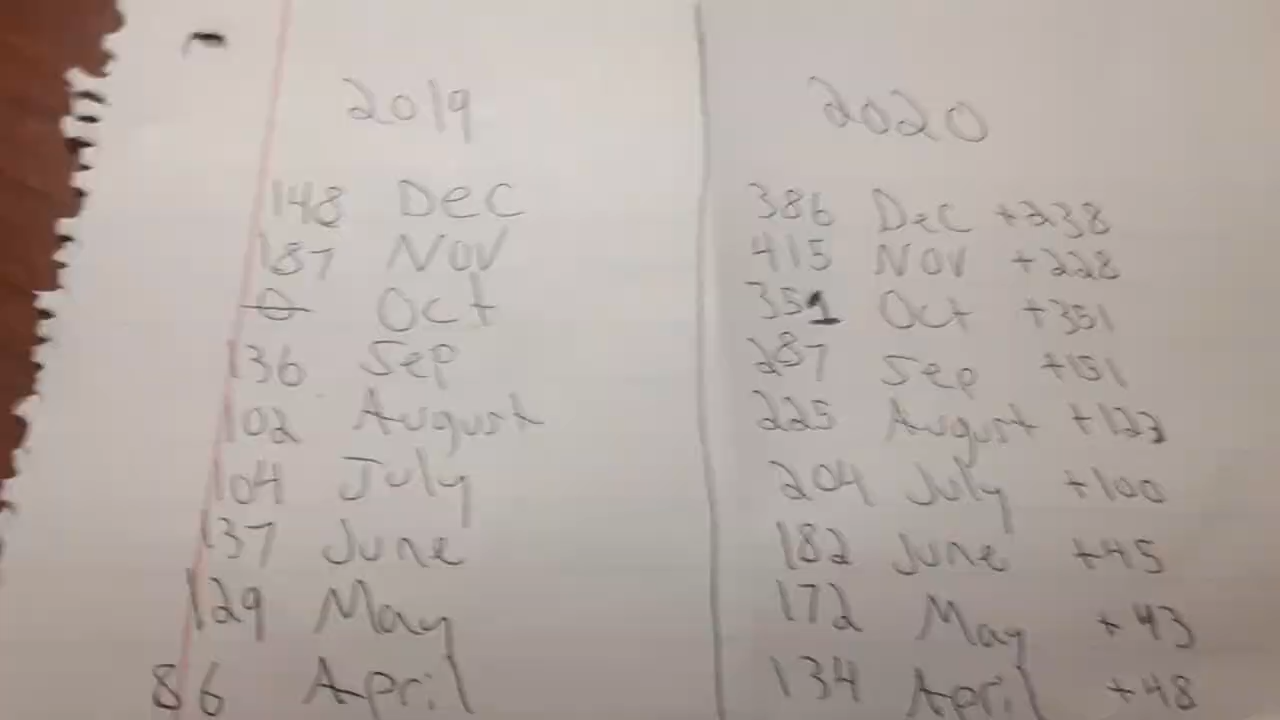 2019 2020
148 Dec 386 Dec +238
187 Nov 415 Nov +228
0 Oct 351 Oct +351
136 Sep 287 Sep +151
102 August 225 August +123
104 July 204 July +100
137 June 182 June +45
129 May 172 May +43
86 April 134 April +48